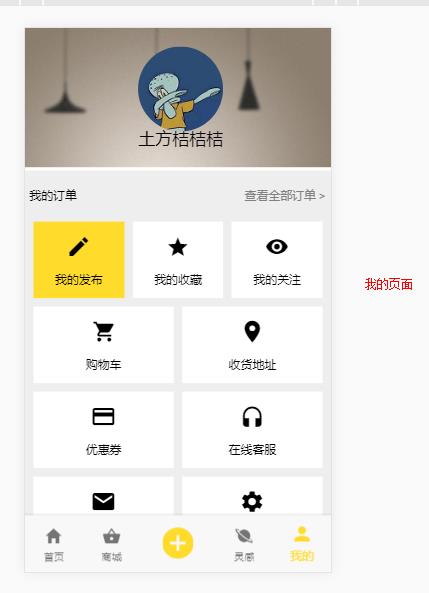 土方桔桔桔
我的订单 查看全部订单 >
我的发布 我的收藏 我的关注
我的页面
购物车 收货地址
优惠券 在线客服
首页 商城 灵感 我的